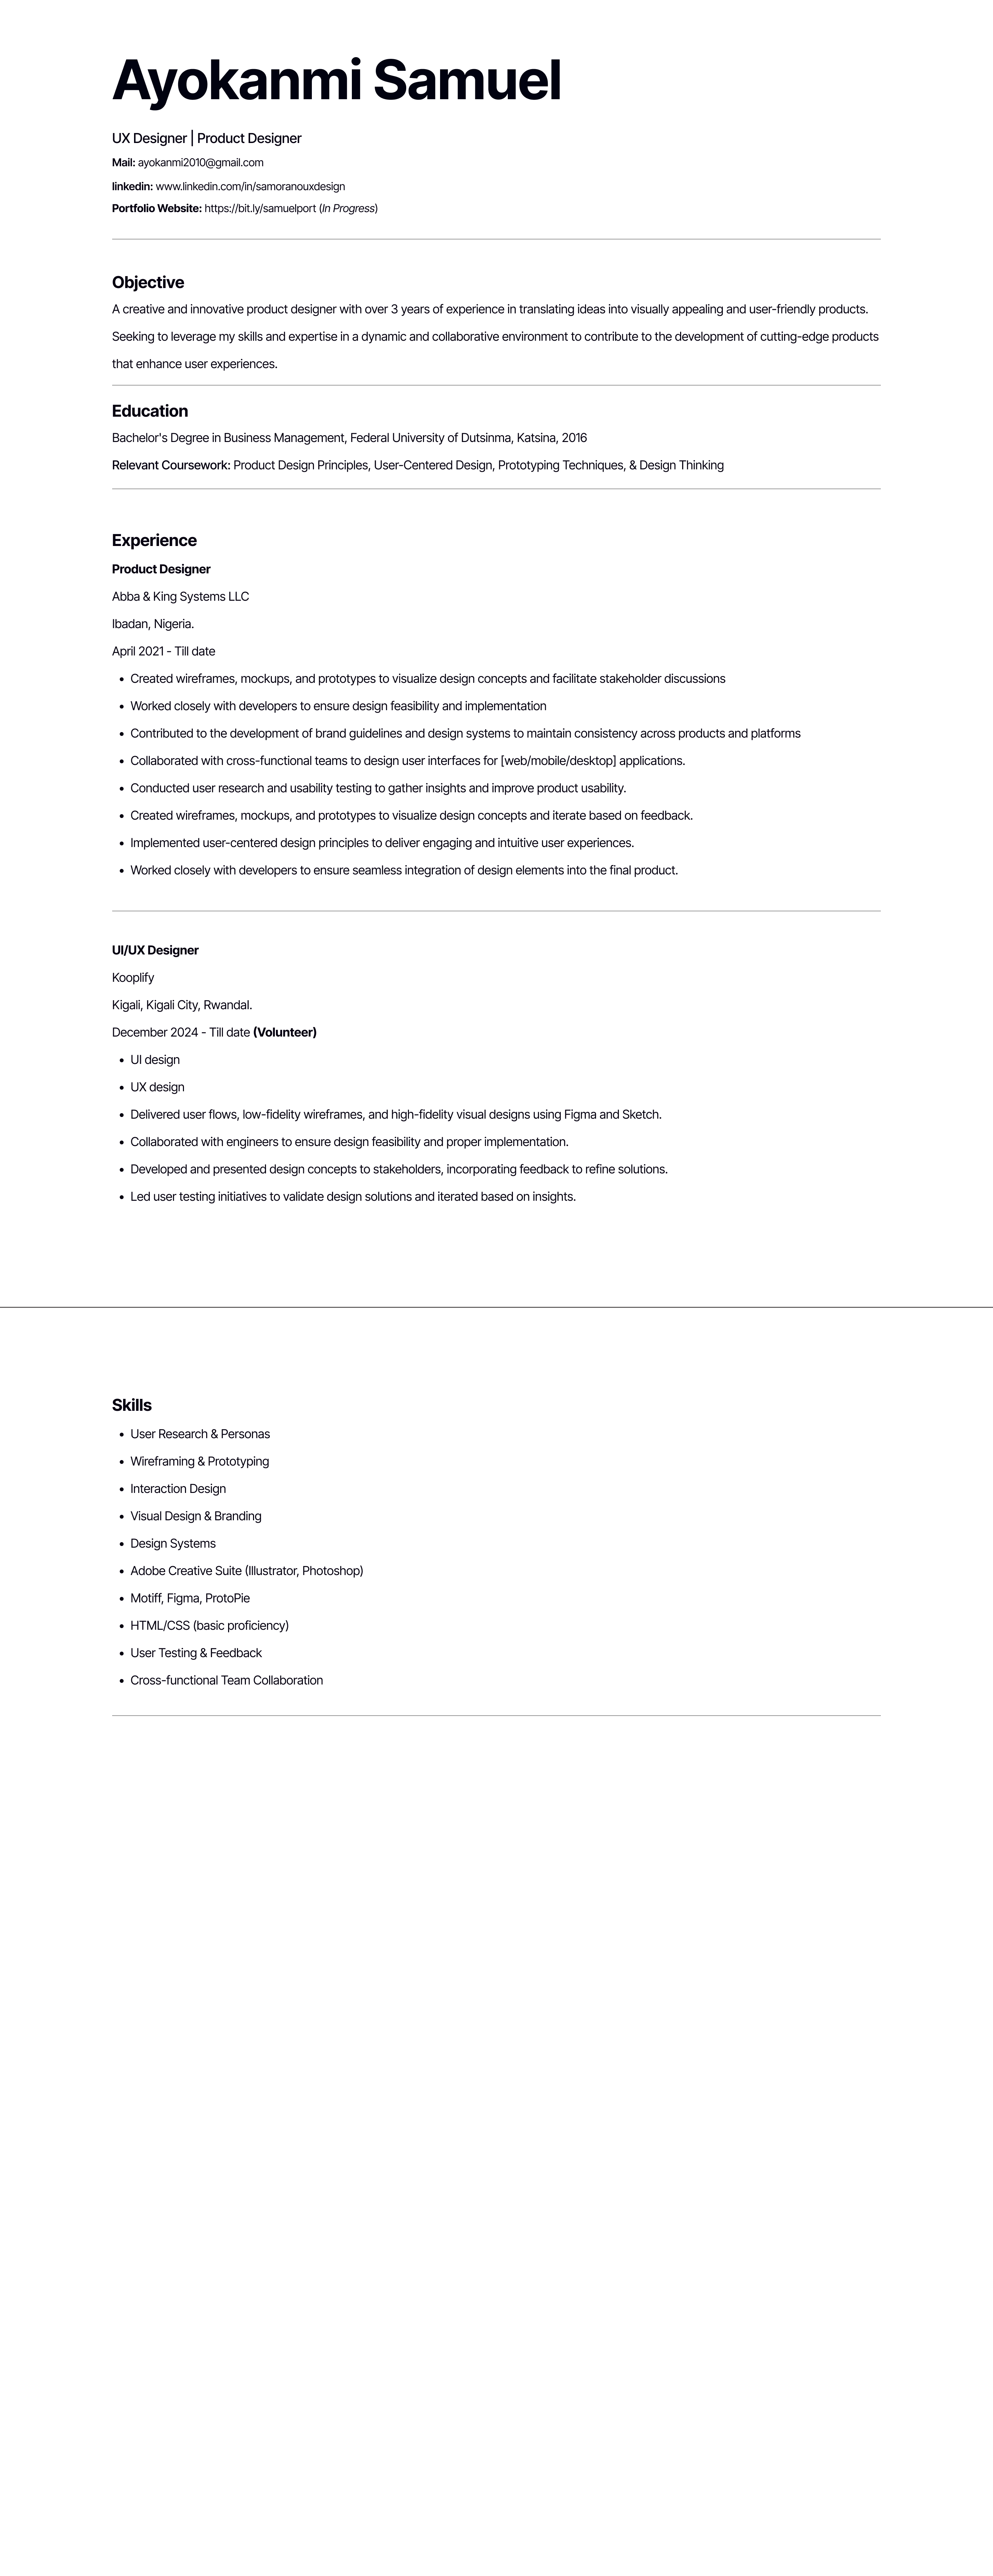 Ayokanmi Samuel
UX Designer | Product Designer
Mail: ayokanmi2010@gmail.com
linkedin: www.linkedin.com/in/samoranouxdesign
Portfolio Website: https://bit.ly/samuelport (In Progress)
Objective
A creative and innovative product designer with over 3 years of experience in translating ideas into visually appealing and user-friendly products.
Seeking to leverage my skills and expertise in a dynamic and collaborative environment to contribute to the development of cutting-edge products
that enhance user experiences.
Education
Bachelor's Degree in Business Management, Federal University of Dutsinma, Katsina, 2016
Relevant Coursework: Product Design Principles, User-Centered Design, Prototyping Techniques, & Design Thinking
Experience
Product Designer
Abba & King Systems LLC
Ibadan, Nigeria.
April 2021 - Till date
• Created wireframes, mockups, and prototypes to visualize design concepts and facilitate stakeholder discussions
• Worked closely with developers to ensure design feasibility and implementation
• Contributed to the development of brand guidelines and design systems to maintain consistency across products and platforms
• Collaborated with cross-functional teams to design user interfaces for [web/mobile/desktop] applications.
• Conducted user research and usability testing to gather insights and improve product usability.
• Created wireframes, mockups, and prototypes to visualize design concepts and iterate based on feedback.
• Implemented user-centered design principles to deliver engaging and intuitive user experiences.
• Worked closely with developers to ensure seamless integration of design elements into the final product.
UI/UX Designer
Kooplify
Kigali, Kigali City, Rwandal.
December 2024 - Till date (Volunteer)
• UI design
• UX design
• Delivered user flows, low-fidelity wireframes, and high-fidelity visual designs using Figma and Sketch.
• Collaborated with engineers to ensure design feasibility and proper implementation.
• Developed and presented design concepts to stakeholders, incorporating feedback to refine solutions.
• Led user testing initiatives to validate design solutions and iterated based on insights.
Skills
• User Research & Personas
• Wireframing & Prototyping
• Interaction Design
• Visual Design & Branding
• Design Systems
• Adobe Creative Suite (Illustrator, Photoshop)
• Motiff, Figma, ProtoPie
• HTML/CSS (basic proficiency)
• User Testing & Feedback
• Cross-functional Team Collaboration